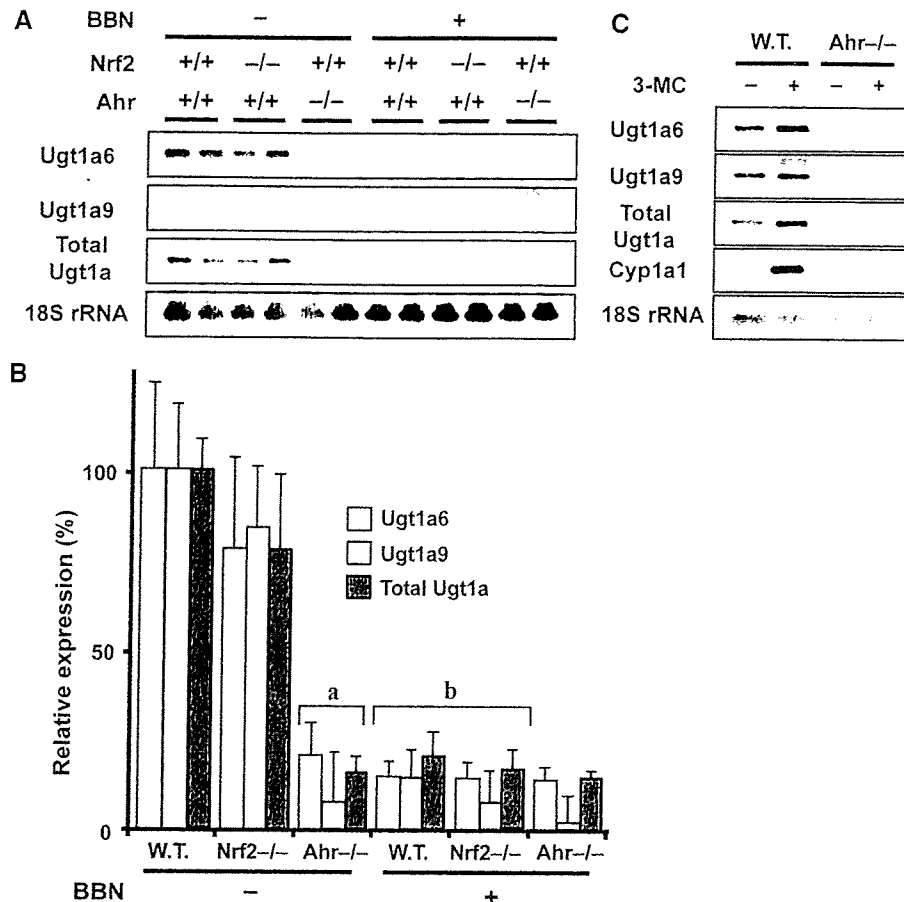 A
BBN − +
Nrf2 +/+ −/− +/+ +/+ −/− +/+
Ahr +/+ +/+ −/− +/+ +/+ −/−
Ugt1a6
Ugt1a9
Total
Ugt1a
18S rRNA
C
W.T. Ahr−/−
3-MC − + − +
Ugt1a6
Ugt1a9
Total
Ugt1a
Cyp1a1
18S rRNA
B
Relative expression (%)
100
50
0
Ugt1a6
Ugt1a9
Total Ugt1a
a b
W.T. Nrf2−/− Ahr−/− W.T. Nrf2−/− Ahr−/−
BBN − +